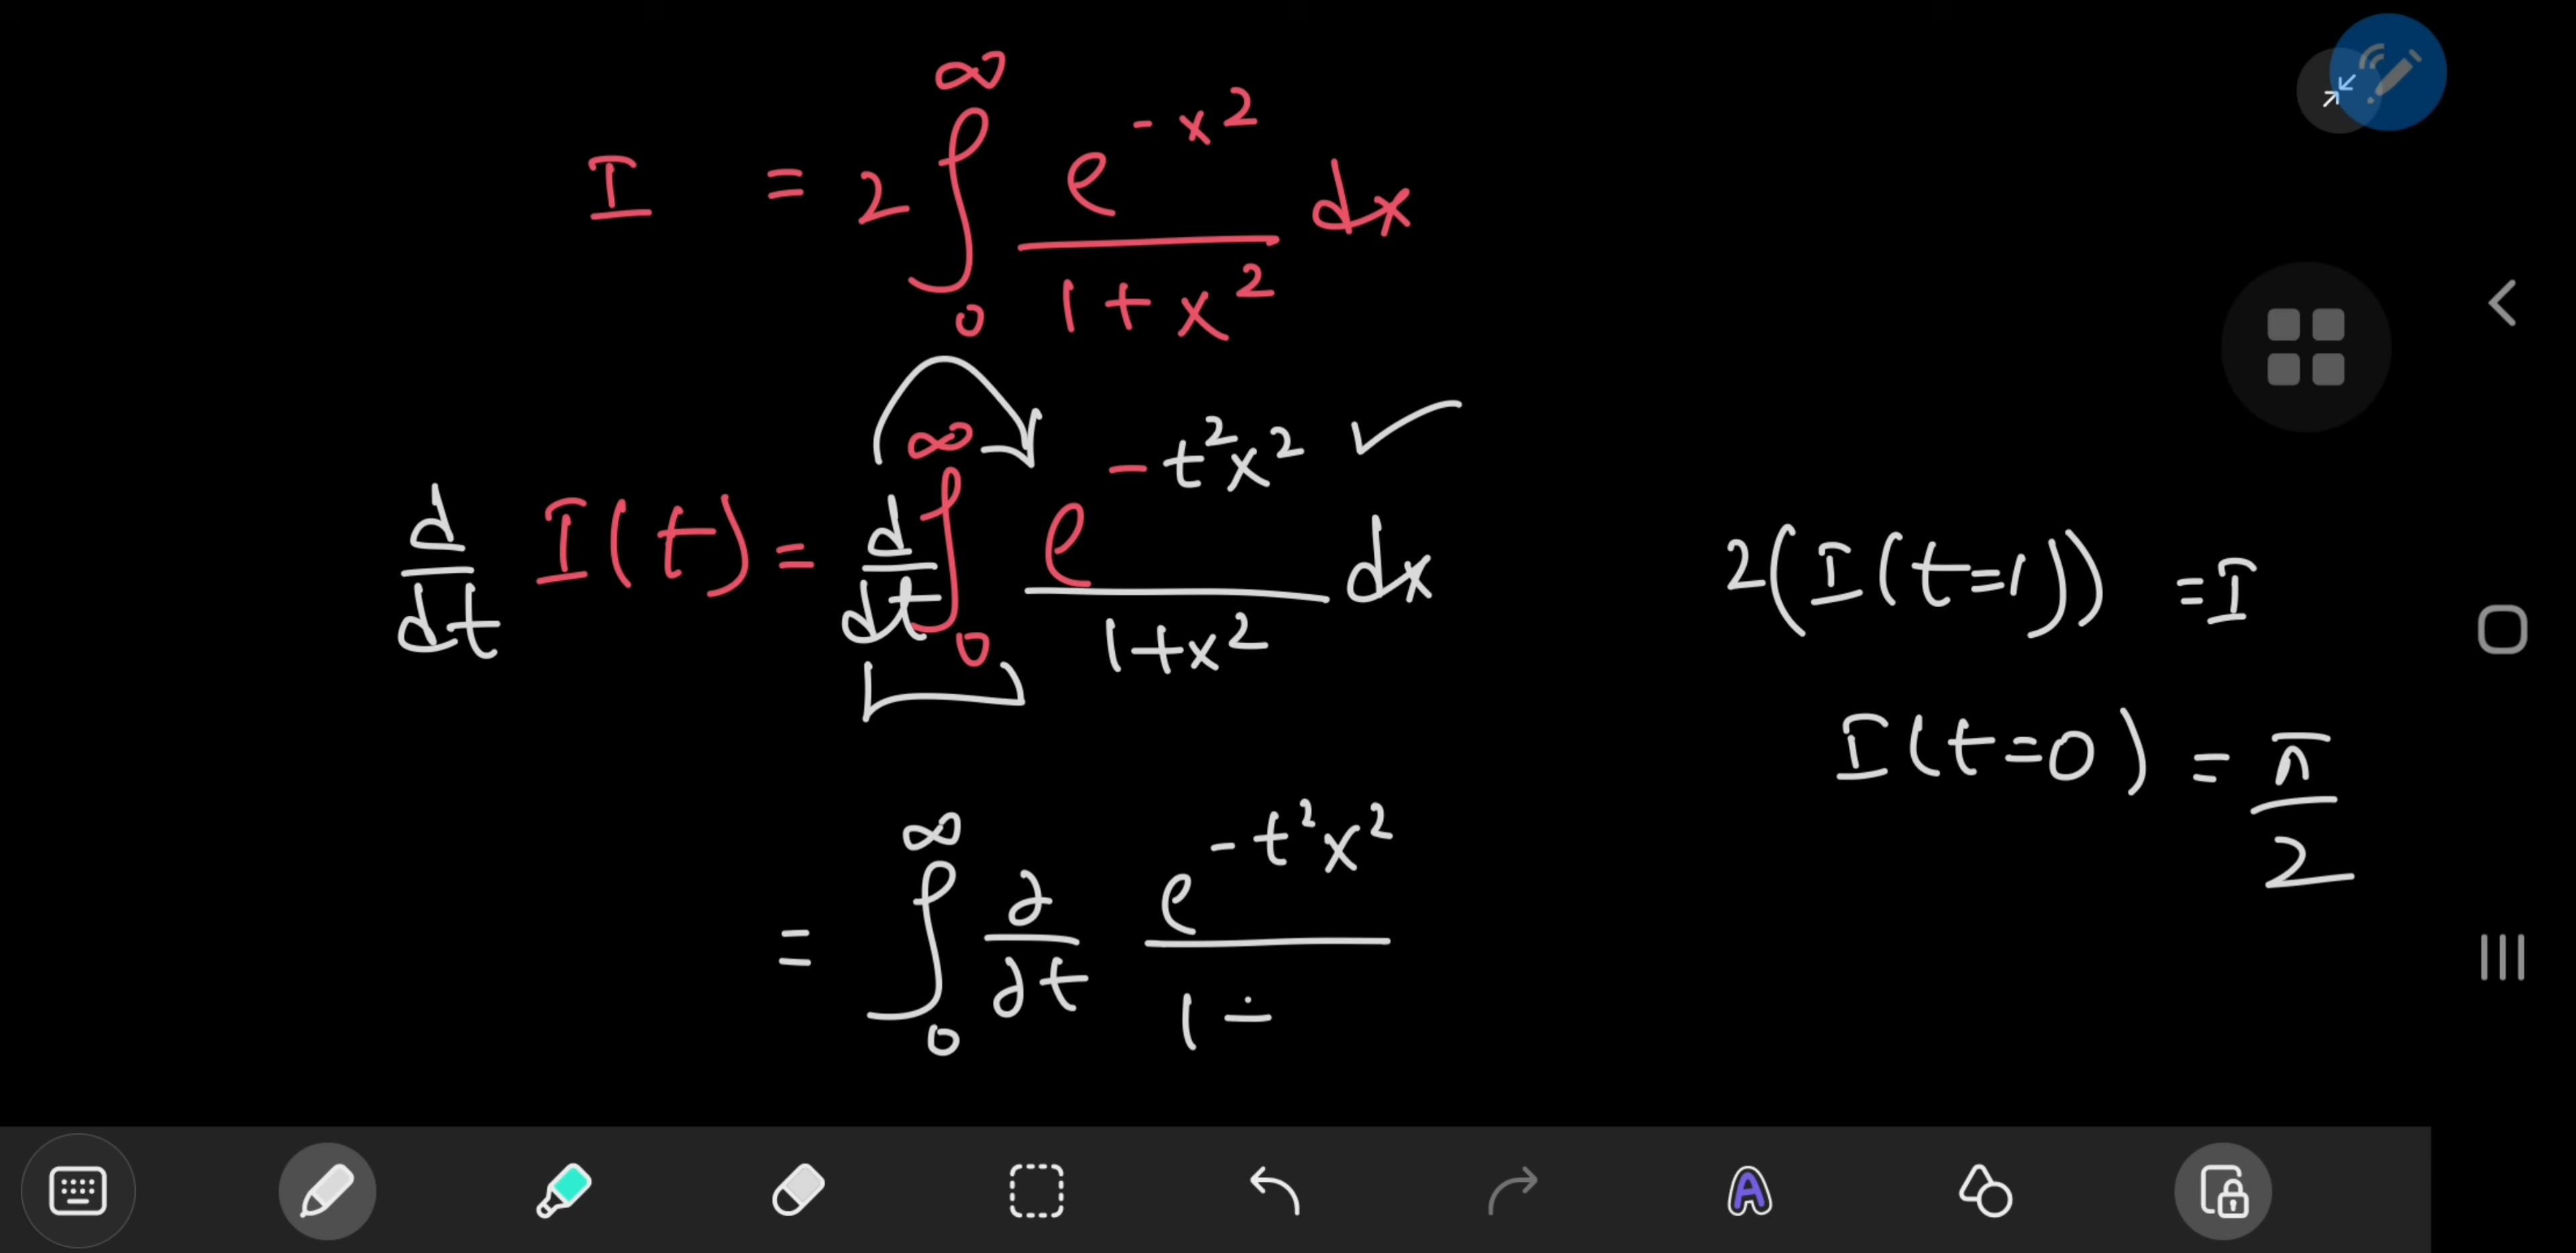 I = 2 ∫₀^∞ e^(-x²) / (1 + x²) dx
d/dt I(t) = d/dt ∫₀^∞ e^(-t²x²) / (1+x²) dx ✓
2(I(t=1)) = I
I(t=0) = π/2
= ∫₀^∞ ∂/∂t e^(-t²x²) / 1 ∸
A